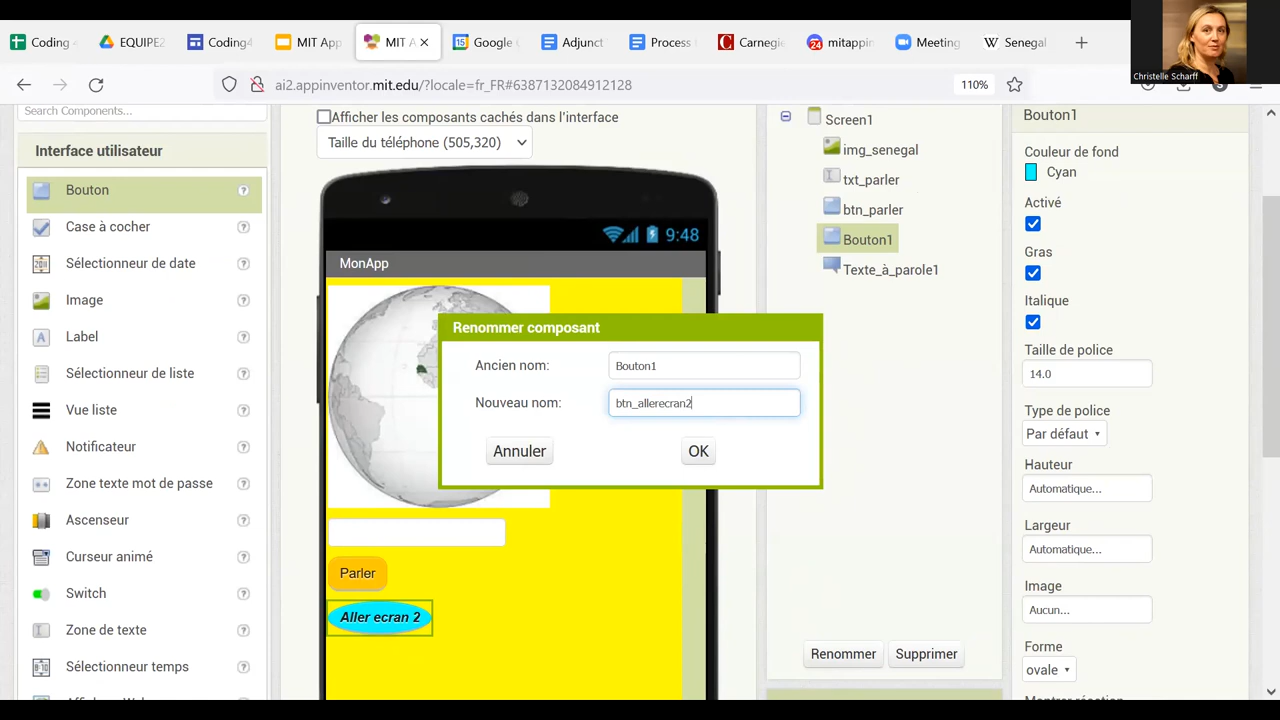 Coding 4
EQUIPE2
Coding4
MIT App
MIT A
Google C
Adjunct
Process
Carnegie
mitappin
Meeting
Senegal
Christelle Scharff
ai2.appinventor.mit.edu/?locale=fr_FR#6387132084912128
110%
Search Components...
Interface utilisateur
Bouton
Case à cocher
Sélectionneur de date
Image
Label
Sélectionneur de liste
Vue liste
Notificateur
Zone texte mot de passe
Ascenseur
Curseur animé
Switch
Zone de texte
Sélectionneur temps
Afficher les composants cachés dans l'interface
Taille du téléphone (505,320)
9:48
MonApp
Parler
Aller ecran 2
Renommer composant
Ancien nom:
Bouton1
Nouveau nom:
btn_allerecran2
Annuler
OK
Screen1
img_senegal
txt_parler
btn_parler
Bouton1
Texte_à_parole1
Renommer
Supprimer
Bouton1
Couleur de fond
Cyan
Activé
Gras
Italique
Taille de police
14.0
Type de police
Par défaut
Hauteur
Automatique...
Largeur
Automatique...
Image
Aucun...
Forme
ovale